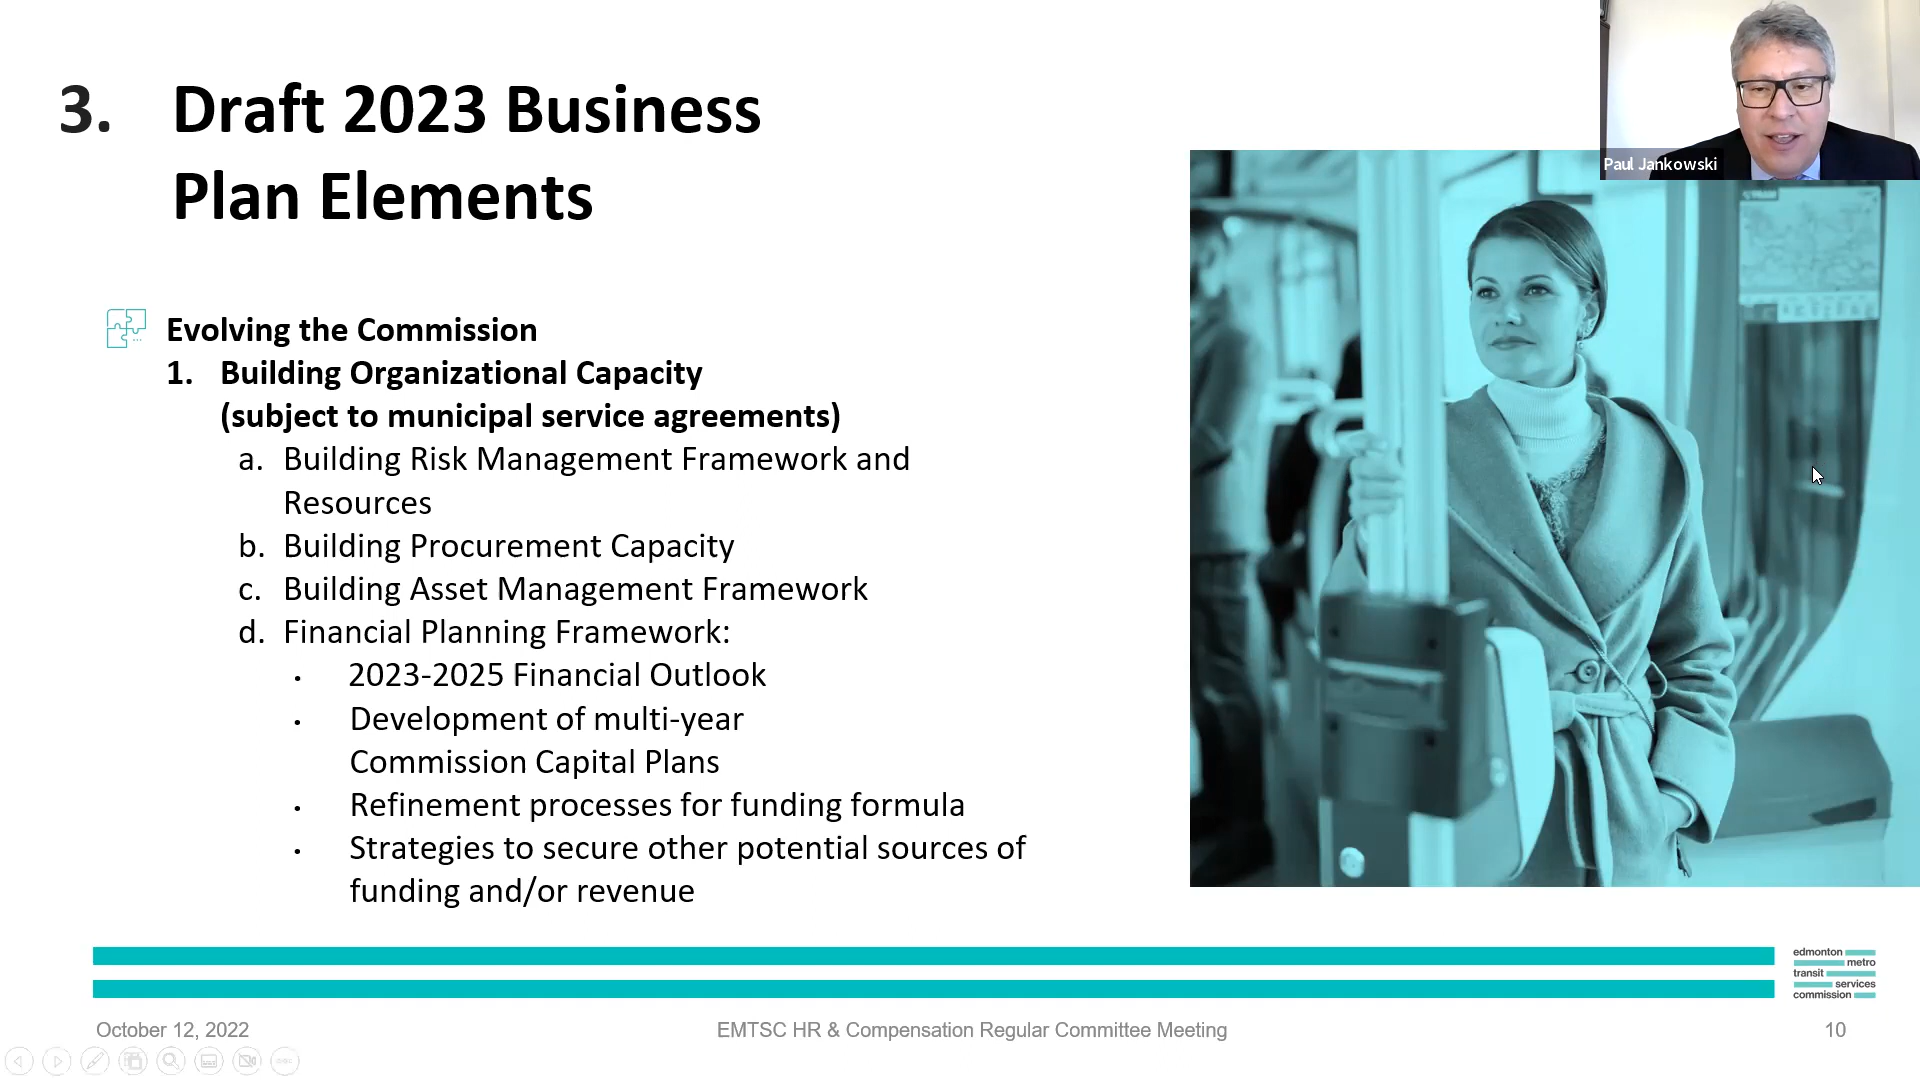 3. Draft 2023 Business
Plan Elements
Paul Jankowski
Evolving the Commission
1. Building Organizational Capacity
(subject to municipal service agreements)
a. Building Risk Management Framework and
Resources
b. Building Procurement Capacity
c. Building Asset Management Framework
d. Financial Planning Framework:
• 2023-2025 Financial Outlook
• Development of multi-year
Commission Capital Plans
• Refinement processes for funding formula
• Strategies to secure other potential sources of
funding and/or revenue
edmonton
metro
transit
services
commission
October 12, 2022
EMTSC HR & Compensation Regular Committee Meeting
10